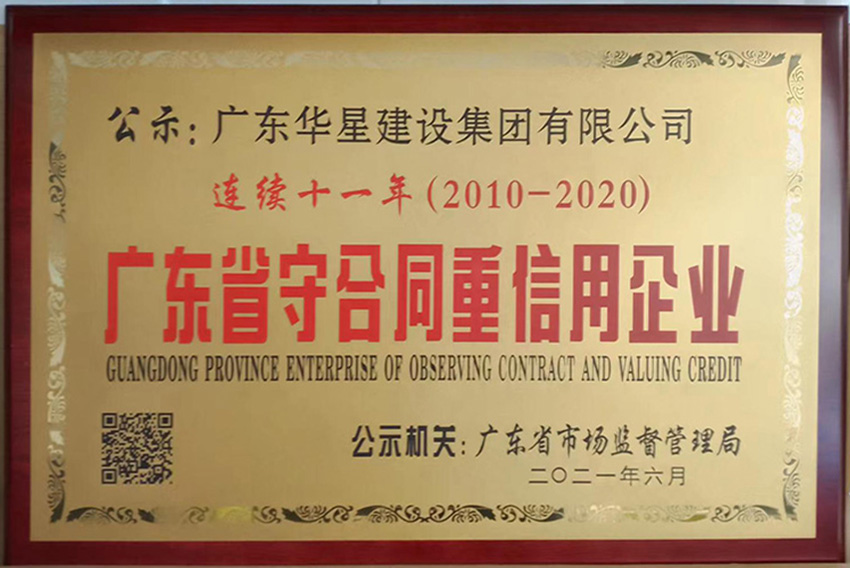 公示：广东华星建设集团有限公司
连续十一年(2010-2020)
广东省守合同重信用企业
GUANGDONG PROVINCE ENTERPRISE OF OBSERVING CONTRACT AND VALUING CREDIT
公示机关：广东省市场监督管理局
二〇二一年六月